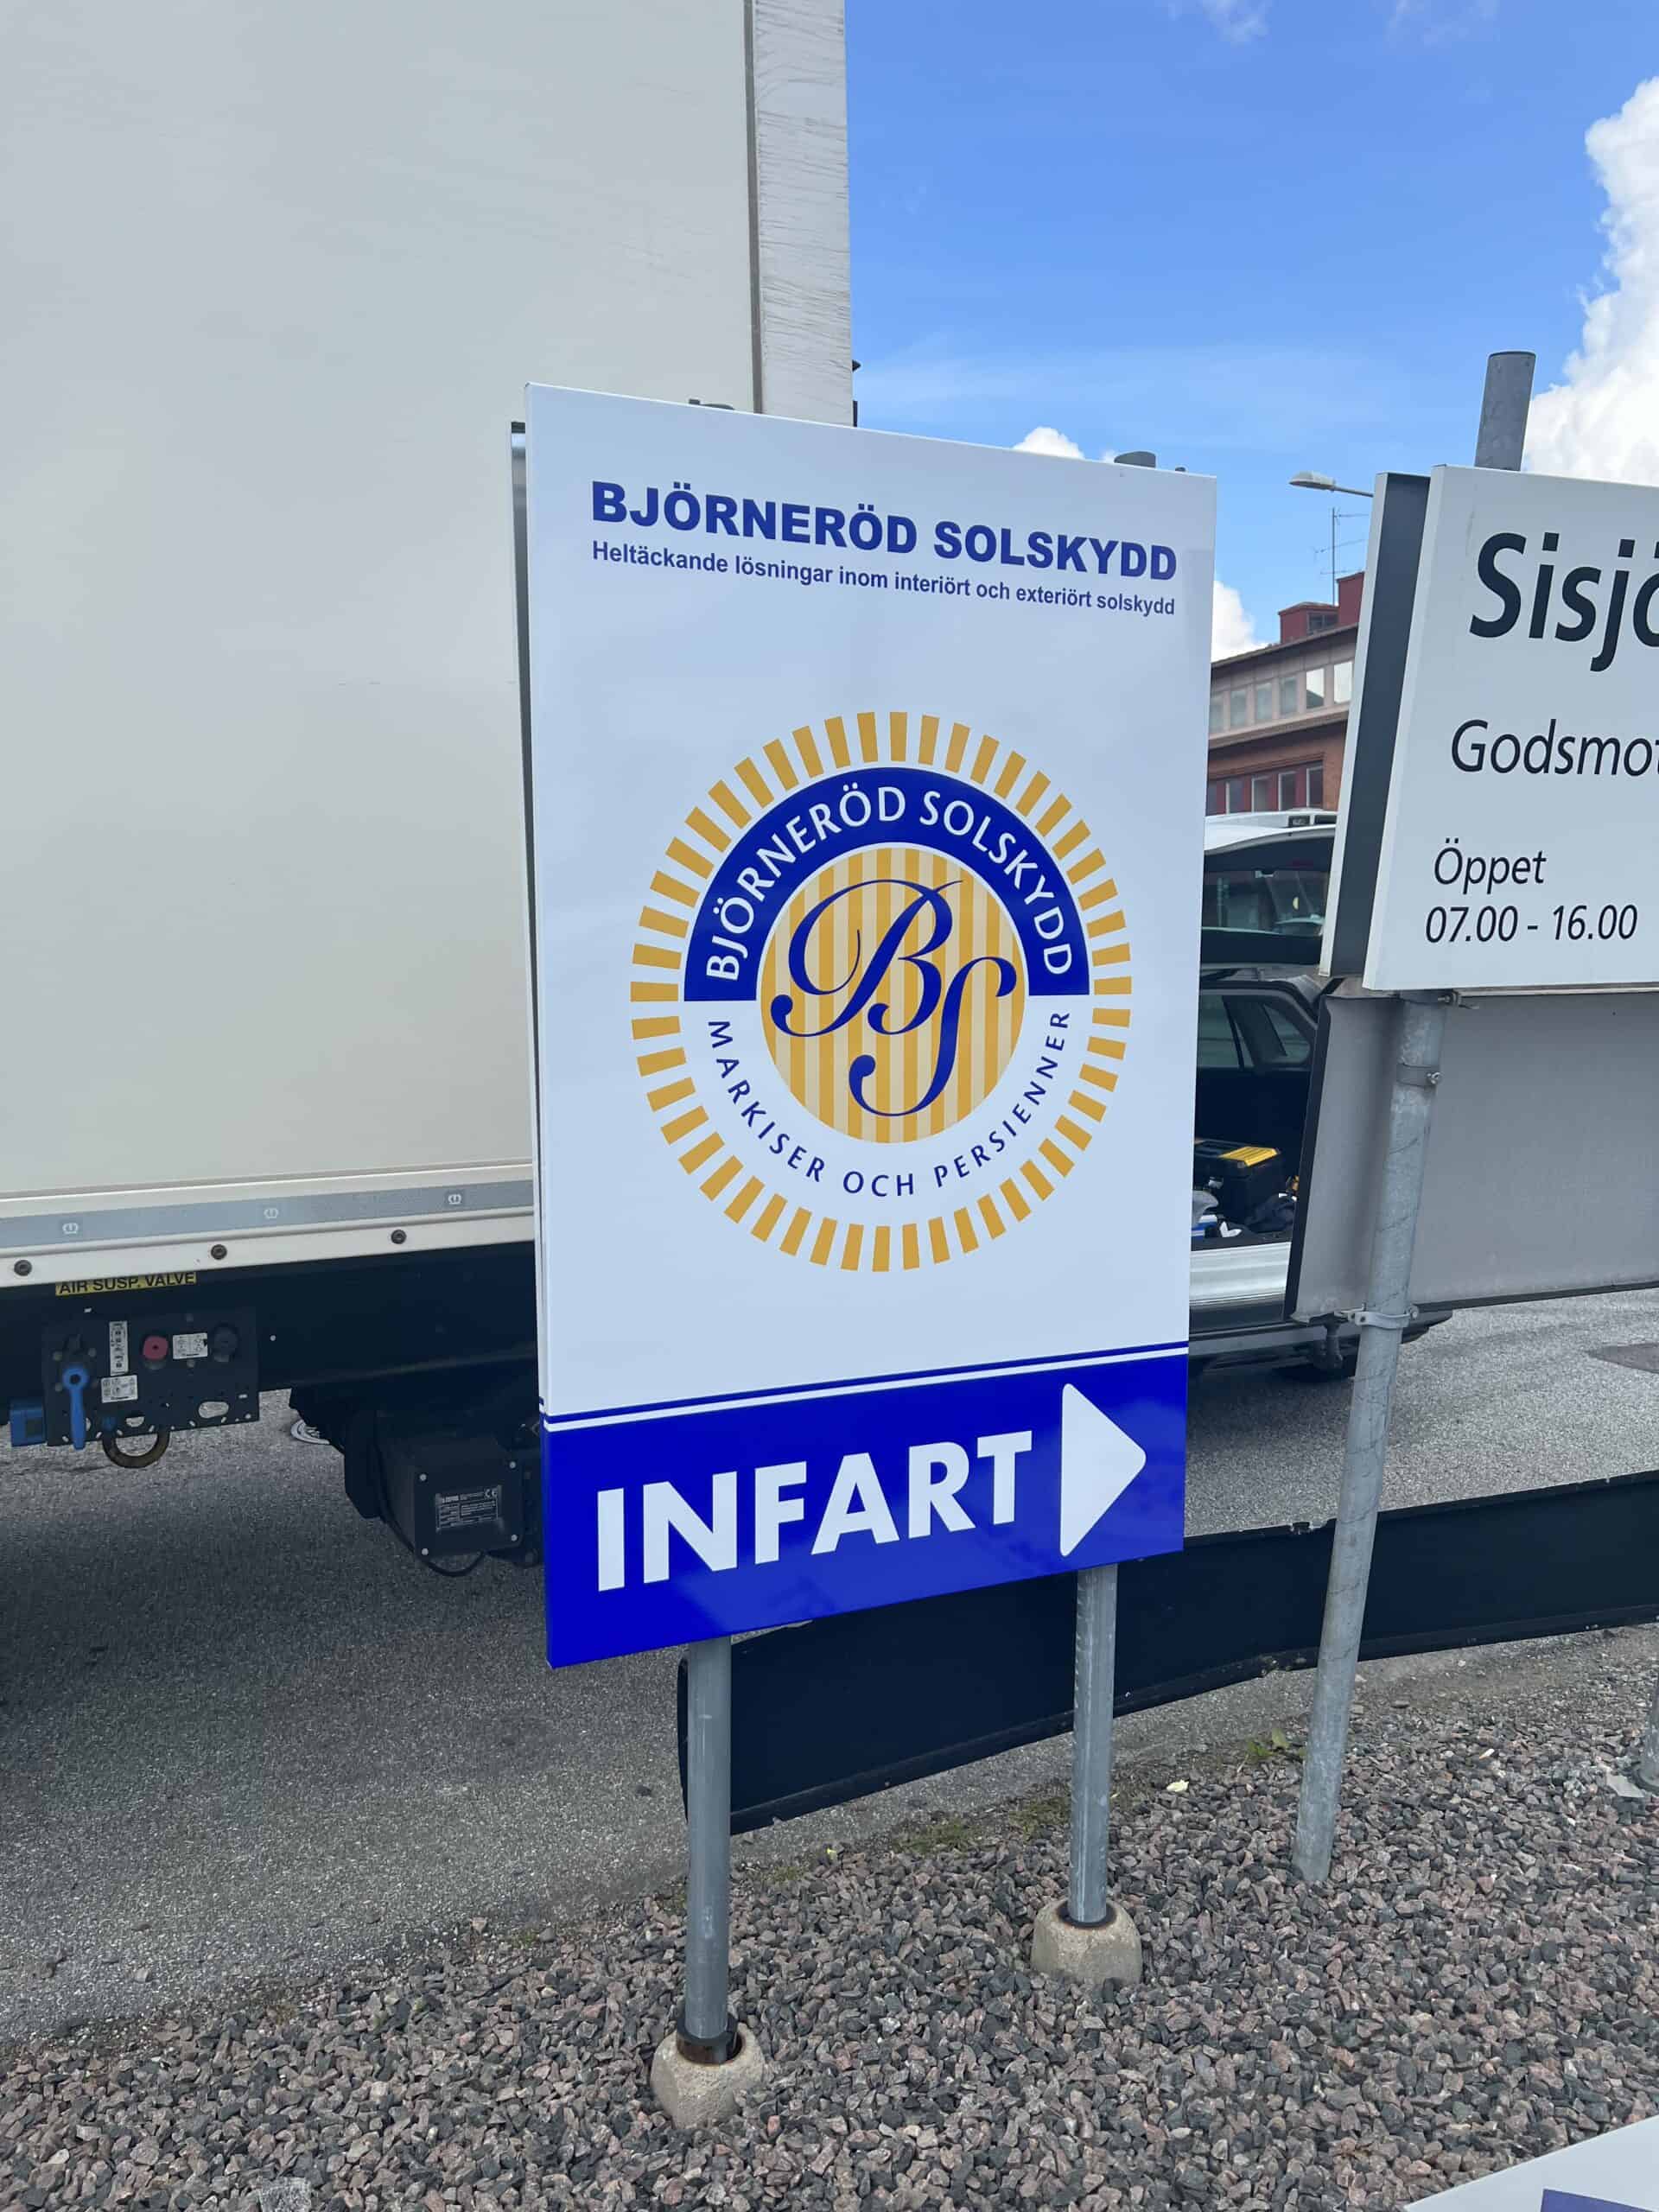 BJÖRNERÖD SOLSKYDD
Heltäckande lösningar inom interiört och exteriört solskydd
BJÖRNERÖD SOLSKYDD
BS
MARKISER OCH PERSIENNER
INFART
Sisjö
Godsmot
Öppet
07.00 - 16.00
AIR SUSP. VALVE